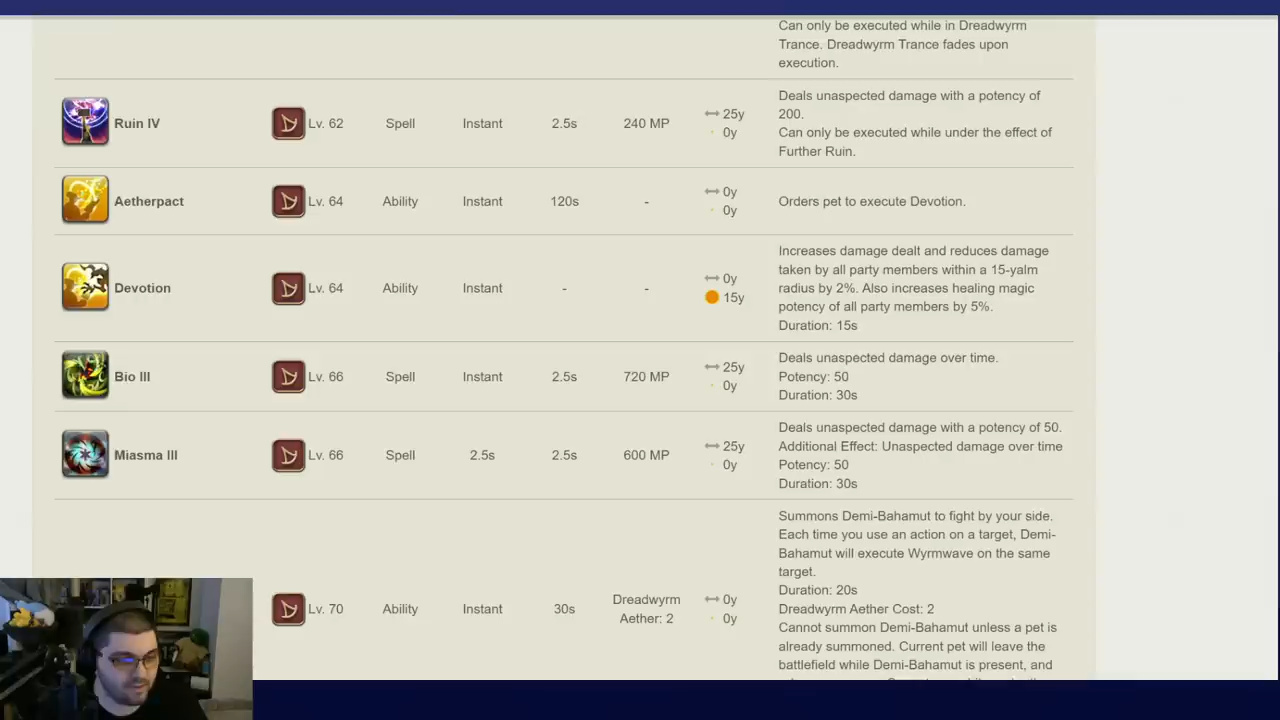 Can only be executed while in Dreadwyrm
Trance. Dreadwyrm Trance fades upon
execution.
Ruin IV
Lv. 62
Spell
Instant
2.5s
240 MP
25y
0y
Deals unaspected damage with a potency of
200.
Can only be executed while under the effect of
Further Ruin.
Aetherpact
Lv. 64
Ability
Instant
120s
-
0y
0y
Orders pet to execute Devotion.
Devotion
Lv. 64
Ability
Instant
-
-
0y
15y
Increases damage dealt and reduces damage
taken by all party members within a 15-yalm
radius by 2%. Also increases healing magic
potency of all party members by 5%.
Duration: 15s
Bio III
Lv. 66
Spell
Instant
2.5s
720 MP
25y
0y
Deals unaspected damage over time.
Potency: 50
Duration: 30s
Miasma III
Lv. 66
Spell
2.5s
2.5s
600 MP
25y
0y
Deals unaspected damage with a potency of 50.
Additional Effect: Unaspected damage over time
Potency: 50
Duration: 30s
Lv. 70
Ability
Instant
30s
Dreadwyrm
Aether: 2
0y
0y
Summons Demi-Bahamut to fight by your side.
Each time you use an action on a target, Demi-
Bahamut will execute Wyrmwave on the same
target.
Duration: 20s
Dreadwyrm Aether Cost: 2
Cannot summon Demi-Bahamut unless a pet is
already summoned. Current pet will leave the
battlefield while Demi-Bahamut is present, and